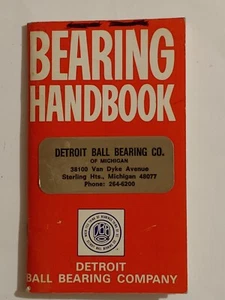 BEARING
HANDBOOK
DETROIT BALL BEARING CO.
OF MICHIGAN
38100 Van Dyke Avenue
Sterling Hts., Michigan 48077
Phone: 264-6200
DETROIT
BALL BEARING COMPANY